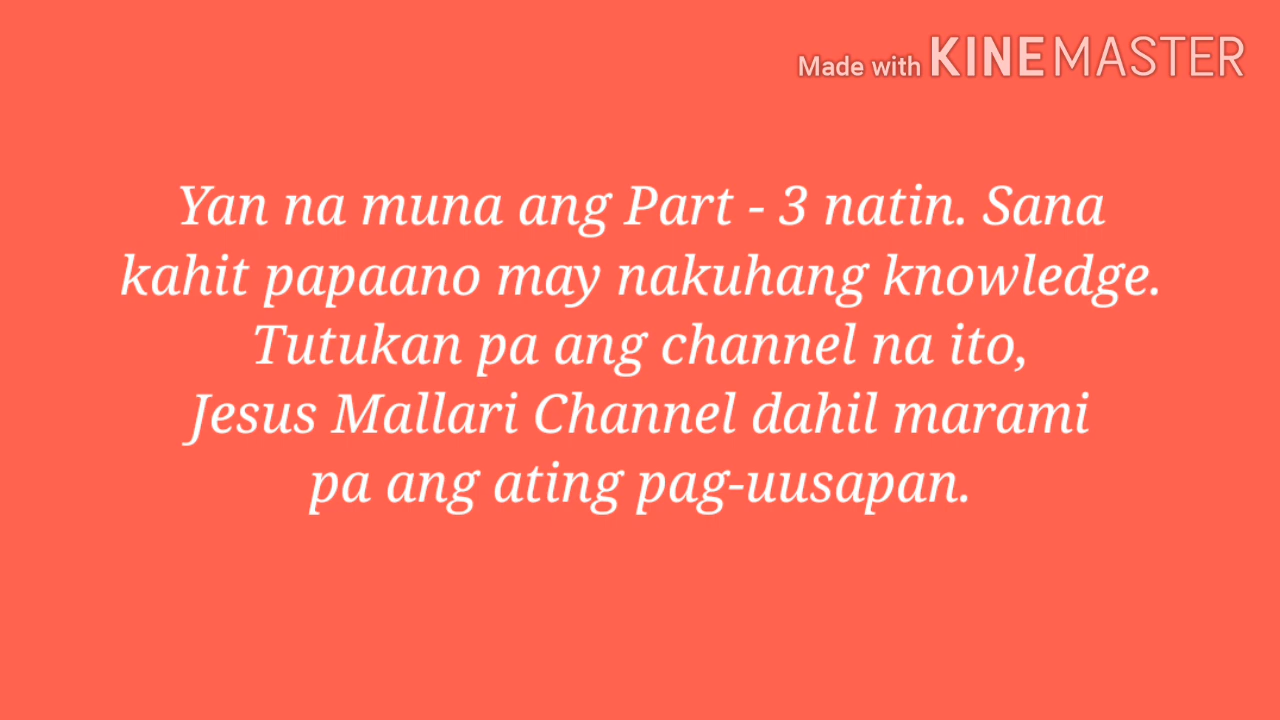 Made with KINEMASTER
Yan na muna ang Part - 3 natin. Sana
kahit papaano may nakuhang knowledge.
Tutukan pa ang channel na ito,
Jesus Mallari Channel dahil marami
pa ang ating pag-uusapan.